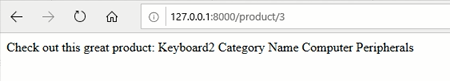 127.0.0.1:8000/product/3
Check out this great product: Keyboard2 Category Name Computer Peripherals